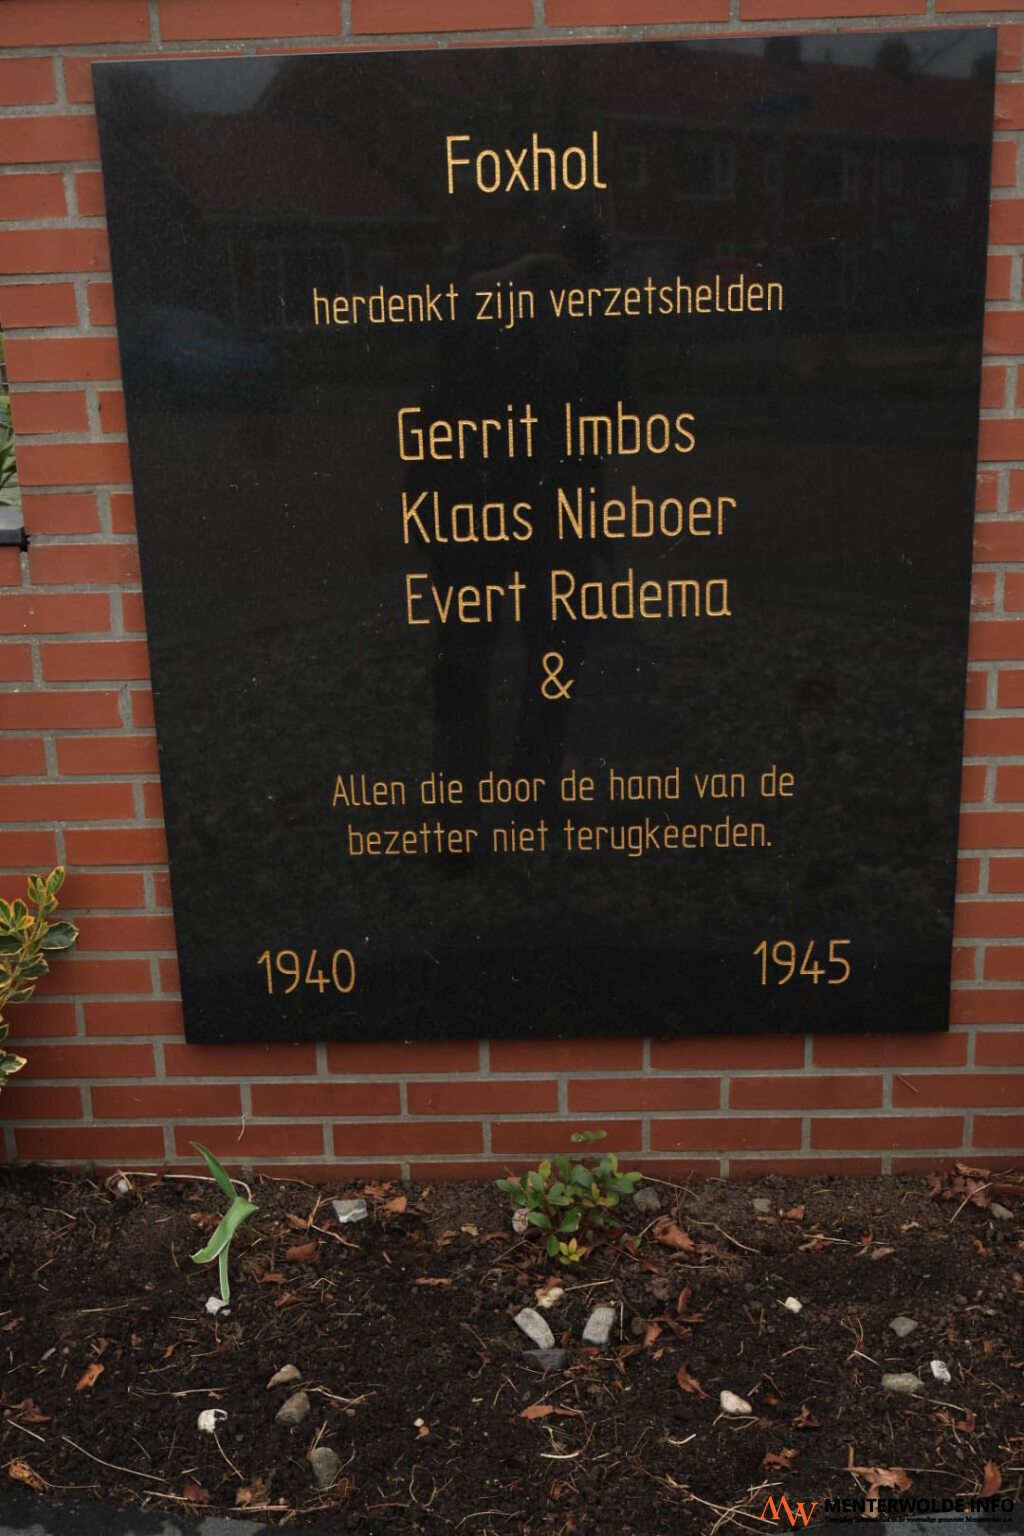 Foxhol
herdenkt zijn verzetshelden
Gerrit Imbos
Klaas Nieboer
Evert Radema
&
Allen die door de hand van de
bezetter niet terugkeerden.
1940 1945
MW MENTERWOLDE.INFO